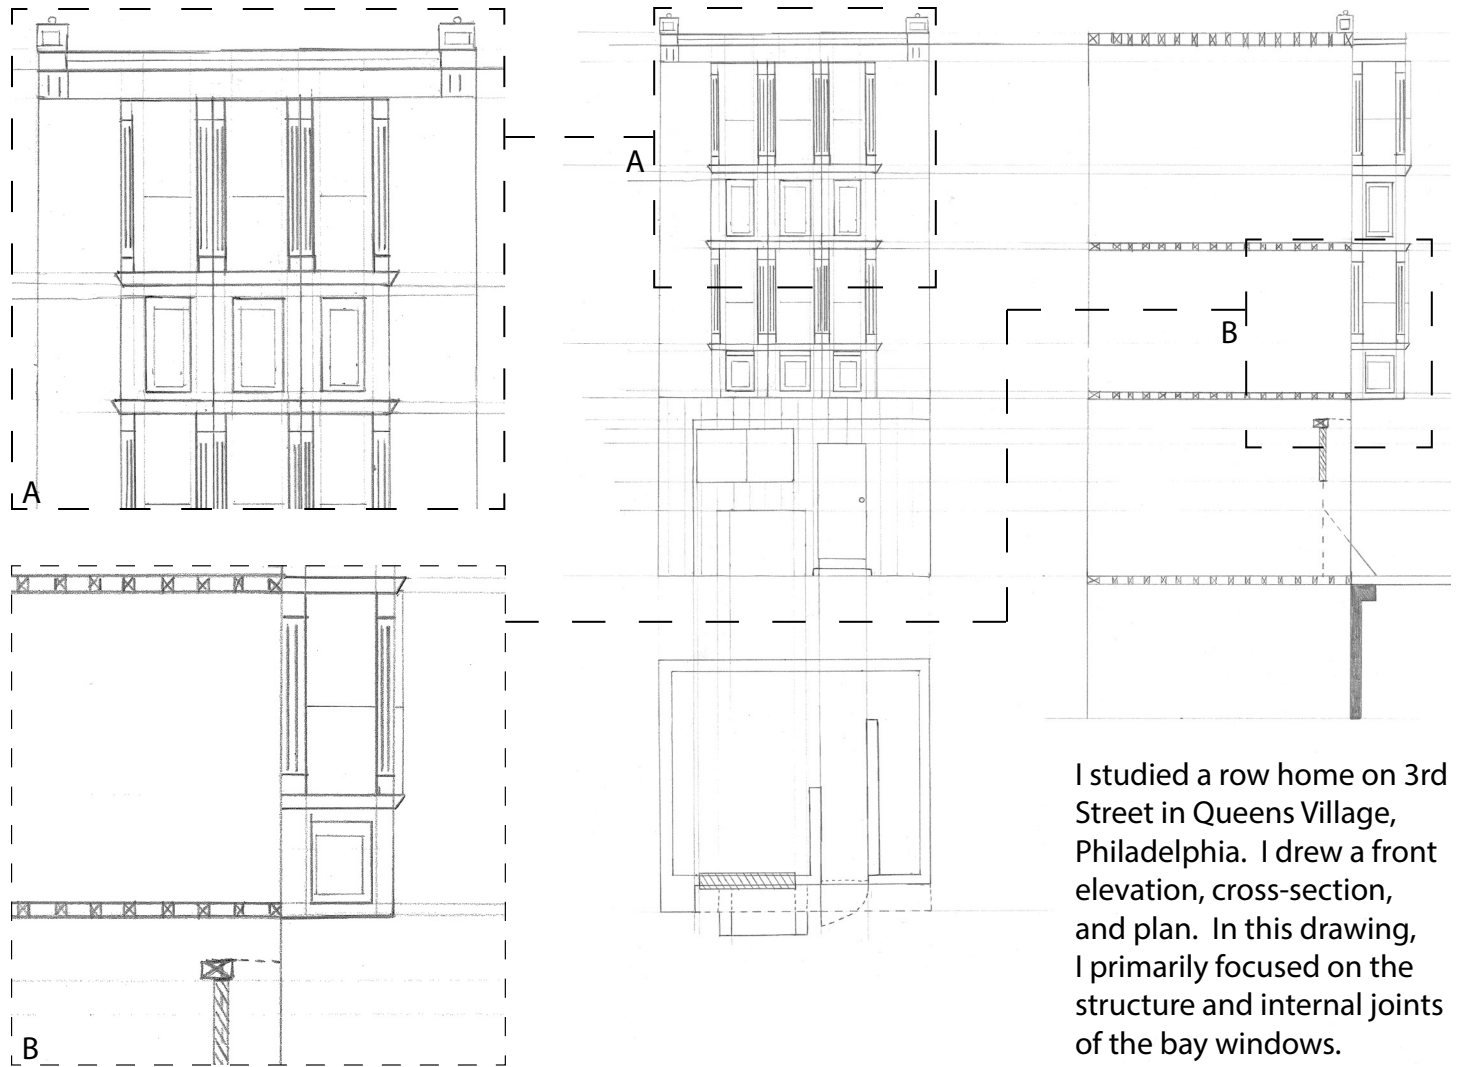 A
A
B
B
I studied a row home on 3rd
Street in Queens Village,
Philadelphia.  I drew a front
elevation, cross-section,
and plan.  In this drawing,
I primarily focused on the
structure and internal joints
of the bay windows.